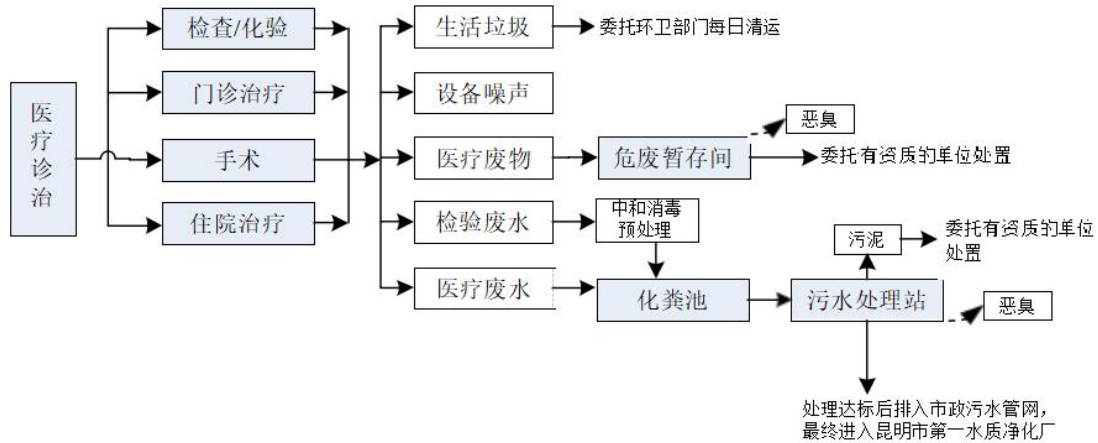 医疗诊治
检查/化验
门诊治疗
手术
住院治疗
生活垃圾
委托环卫部门每日清运
设备噪声
医疗废物
危废暂存间
恶臭
委托有资质的单位处置
检验废水
中和消毒
预处理
医疗废水
化粪池
污水处理站
污泥
委托有资质的单位
处置
恶臭
处理达标后排入市政污水管网，
最终进入昆明市第一水质净化厂